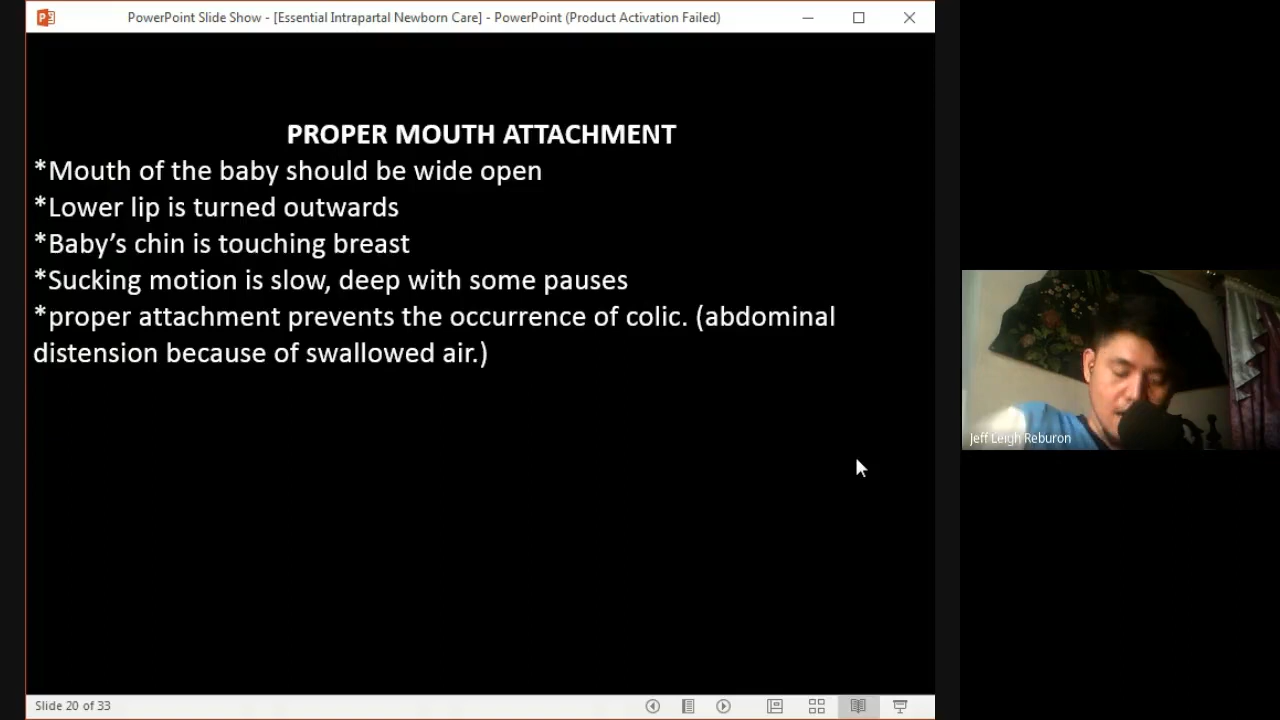 PowerPoint Slide Show - [Essential Intrapartal Newborn Care] - PowerPoint (Product Activation Failed)
PROPER MOUTH ATTACHMENT
*Mouth of the baby should be wide open
*Lower lip is turned outwards
*Baby’s chin is touching breast
*Sucking motion is slow, deep with some pauses
*proper attachment prevents the occurrence of colic. (abdominal
distension because of swallowed air.)
Jeff Leigh Reburon
Slide 20 of 33